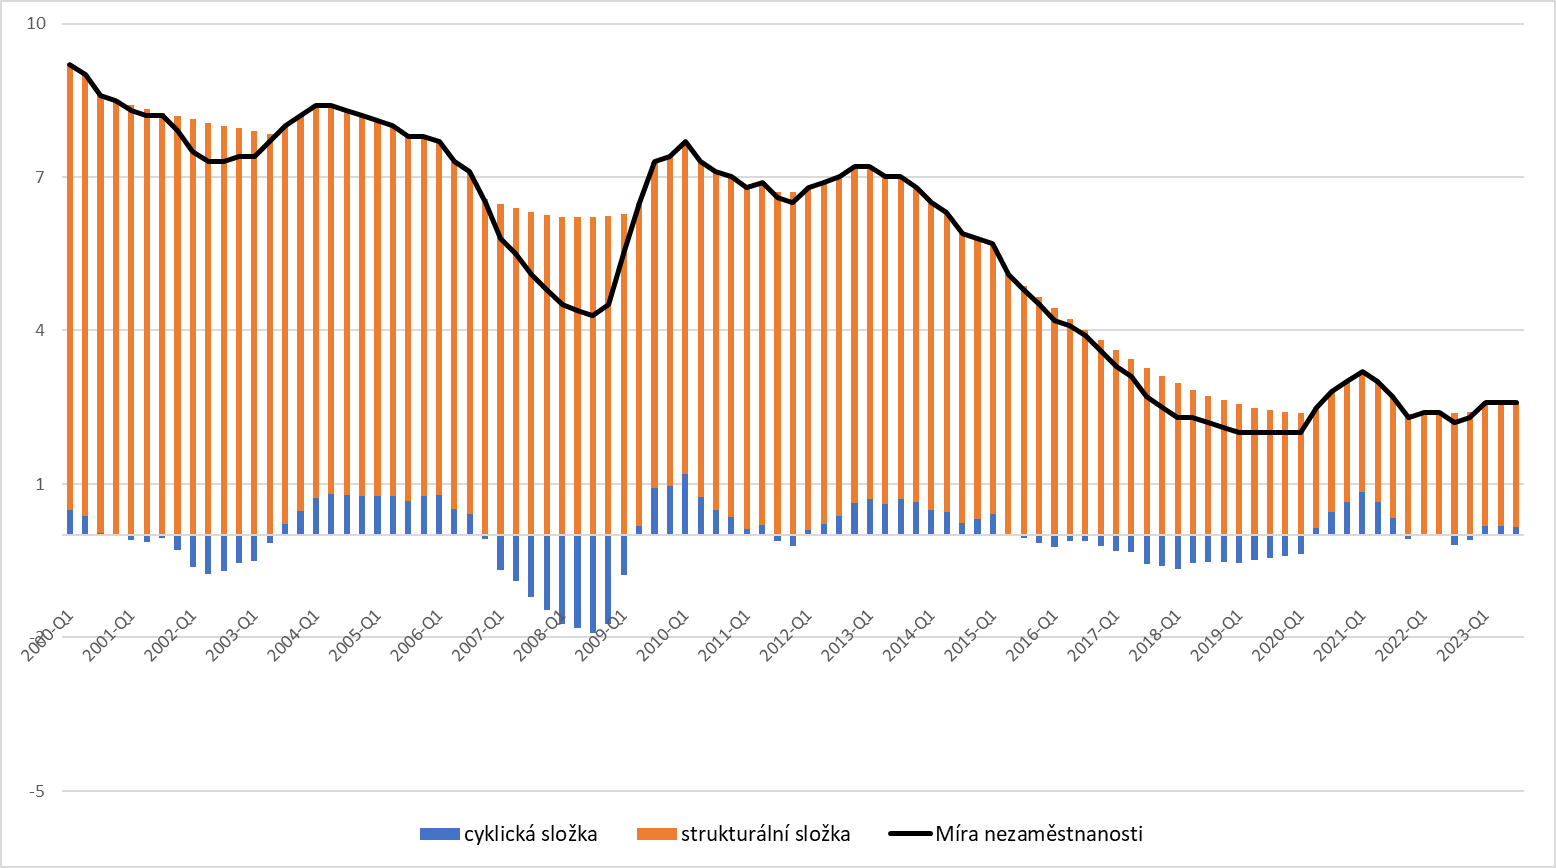 10
7
4
1
-2
-5
2000-Q1
2001-Q1
2002-Q1
2003-Q1
2004-Q1
2005-Q1
2006-Q1
2007-Q1
2008-Q1
2009-Q1
2010-Q1
2011-Q1
2012-Q1
2013-Q1
2014-Q1
2015-Q1
2016-Q1
2017-Q1
2018-Q1
2019-Q1
2020-Q1
2021-Q1
2022-Q1
2023-Q1
cyklická složka strukturální složka Míra nezaměstnanosti